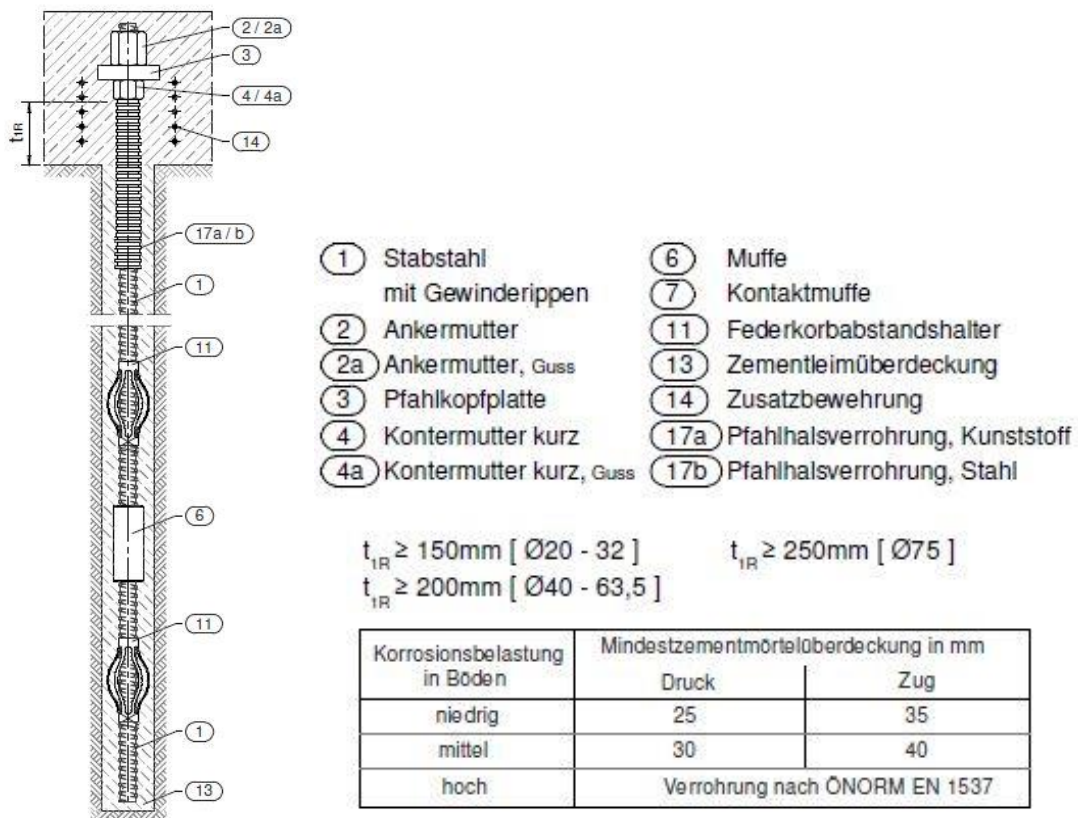 2 / 2a
3
4 / 4a
14
t1R
17a / b
1
11
6
11
1
13
1 Stabstahl
mit Gewinderippen
2 Ankermutter
2a Ankermutter, Guss
3 Pfahlkopfplatte
4 Kontermutter kurz
4a Kontermutter kurz, Guss
6 Muffe
7 Kontaktmuffe
11 Federkorbabstandshalter
13 Zementleimüberdeckung
14 Zusatzbewehrung
17a Pfahlhalsverrohrung, Kunststoff
17b Pfahlhalsverrohrung, Stahl
t1R ≥ 150mm [ Ø20 - 32 ]
t1R ≥ 250mm [ Ø75 ]
t1R ≥ 200mm [ Ø40 - 63,5 ]
Korrosionsbelastung
in Böden
Mindestzementmörtelüberdeckung in mm
Druck Zug
niedrig 25 35
mittel 30 40
hoch Verrohrung nach ÖNORM EN 1537